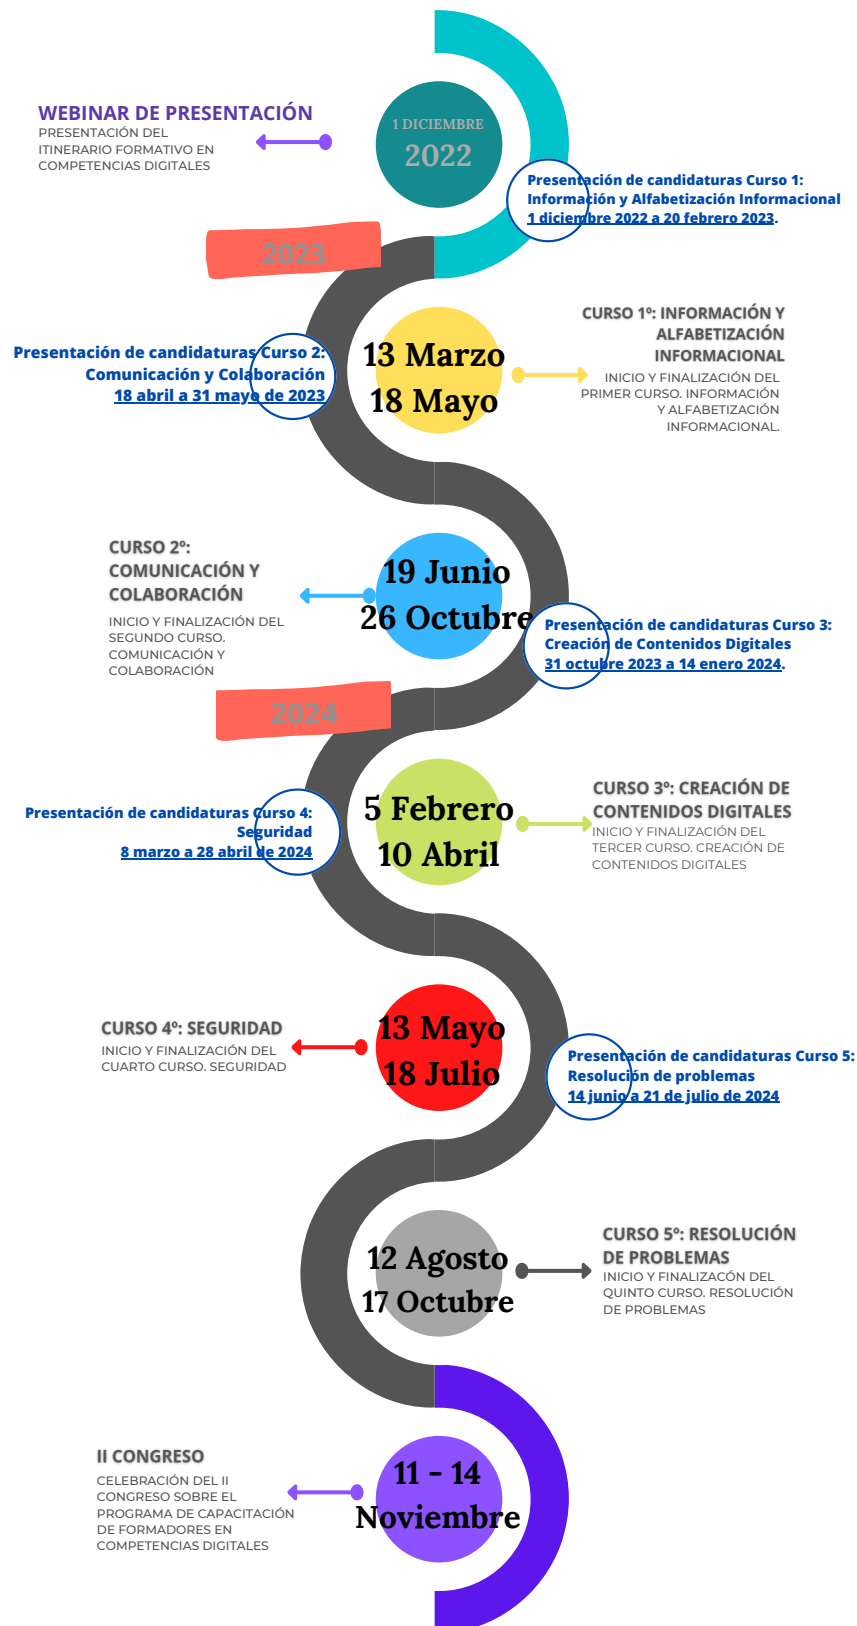 WEBINAR DE PRESENTACIÓN
PRESENTACIÓN DEL
ITINERARIO FORMATIVO EN
COMPETENCIAS DIGITALES
1 DICIEMBRE
2022
Presentación de candidaturas Curso 1:
Información y Alfabetización Informacional
1 diciembre 2022 a 20 febrero 2023.
2023
CURSO 1º: INFORMACIÓN Y
ALFABETIZACIÓN
INFORMACIONAL
INICIO Y FINALIZACIÓN DEL
PRIMER CURSO. INFORMACIÓN
Y ALFABETIZACIÓN
INFORMACIONAL.
13 Marzo
18 Mayo
Presentación de candidaturas Curso 2:
Comunicación y Colaboración
18 abril a 31 mayo de 2023
CURSO 2º:
COMUNICACIÓN Y
COLABORACIÓN
INICIO Y FINALIZACIÓN DEL
SEGUNDO CURSO.
COMUNICACIÓN Y
COLABORACIÓN
19 Junio
26 Octubre
Presentación de candidaturas Curso 3:
Creación de Contenidos Digitales
31 octubre 2023 a 14 enero 2024.
2024
5 Febrero
10 Abril
CURSO 3º: CREACIÓN DE
CONTENIDOS DIGITALES
INICIO Y FINALIZACIÓN DEL
TERCER CURSO. CREACIÓN DE
CONTENIDOS DIGITALES
Presentación de candidaturas Curso 4:
Seguridad
8 marzo a 28 abril de 2024
CURSO 4º: SEGURIDAD
INICIO Y FINALIZACIÓN DEL
CUARTO CURSO. SEGURIDAD
13 Mayo
18 Julio
Presentación de candidaturas Curso 5:
Resolución de problemas
14 junio a 21 de julio de 2024
12 Agosto
17 Octubre
CURSO 5º: RESOLUCIÓN
DE PROBLEMAS
INICIO Y FINALIZACÓN DEL
QUINTO CURSO. RESOLUCIÓN
DE PROBLEMAS
II CONGRESO
CELEBRACIÓN DEL II
CONGRESO SOBRE EL
PROGRAMA DE CAPACITACIÓN
DE FORMADORES EN
COMPETENCIAS DIGITALES
11 - 14
Noviembre